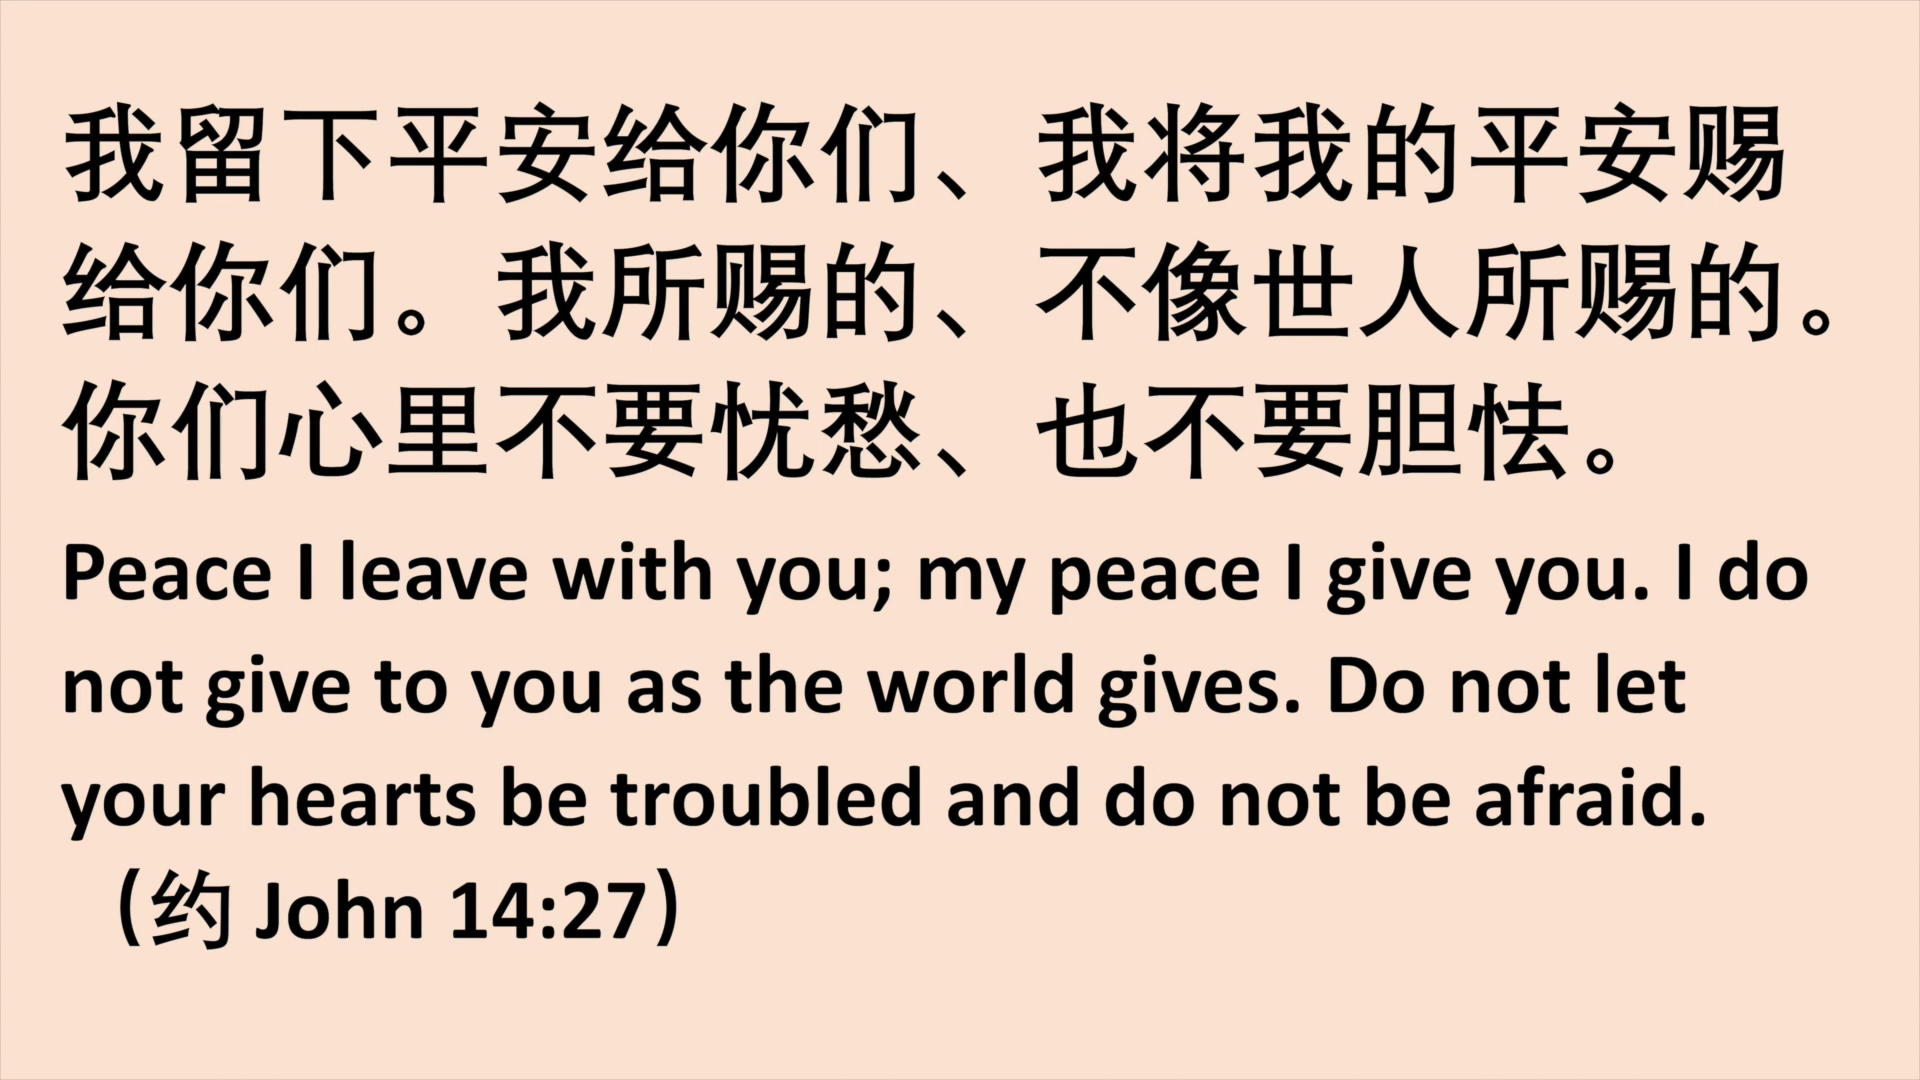 我留下平安给你们、我将我的平安赐
给你们。我所赐的、不像世人所赐的。
你们心里不要忧愁、也不要胆怯。
Peace I leave with you; my peace I give you. I do
not give to you as the world gives. Do not let
your hearts be troubled and do not be afraid.
（约 John 14:27）